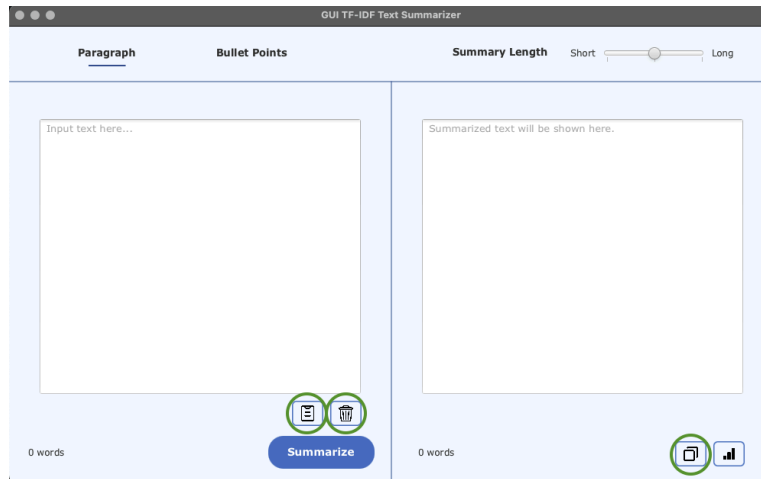 GUI TF-IDF Text Summarizer
Paragraph
Bullet Points
Summary Length
Short
Long
Input text here...
Summarized text will be shown here.
0 words
Summarize
0 words